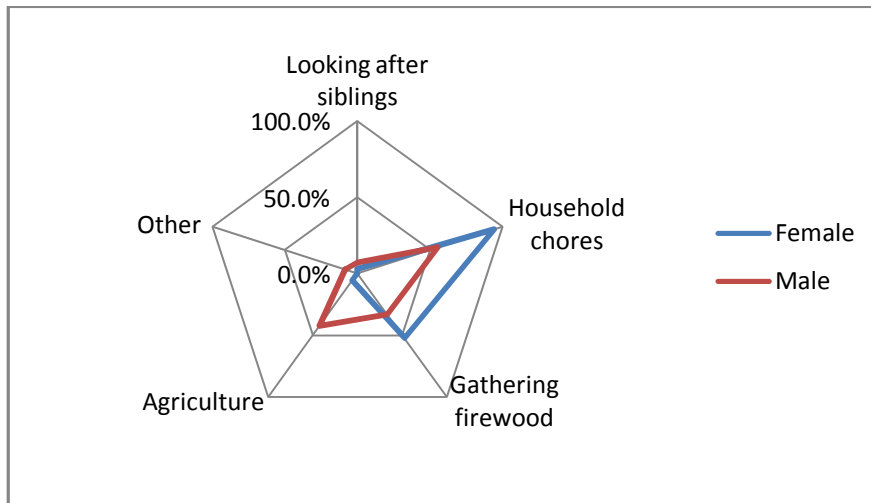 Looking after
siblings
100.0%
50.0%
0.0%
Household
chores
Other
Female
Male
Gathering
firewood
Agriculture